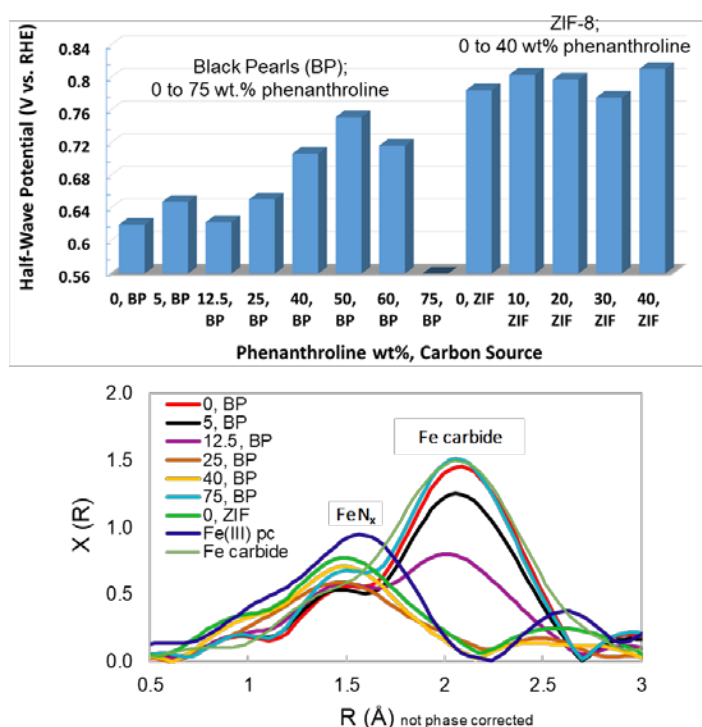 ZIF-8;
0 to 40 wt% phenanthroline
Black Pearls (BP);
0 to 75 wt.% phenanthroline
Half-Wave Potential (V vs. RHE)
0.84
0.8
0.76
0.72
0.68
0.64
0.6
0.56
0, BP 5, BP 12.5, BP 25, BP 40, BP 50, BP 60, BP 75, BP 0, ZIF 10, ZIF 20, ZIF 30, ZIF 40, ZIF
Phenanthroline wt%, Carbon Source
2.0
1.5
1.0
0.5
0.0
X (R)
0, BP
5, BP
12.5, BP
25, BP
40, BP
75, BP
0, ZIF
Fe(III) pc
Fe carbide
FeNx
Fe carbide
0.5 1 1.5 2 2.5 3
R (Å) not phase corrected